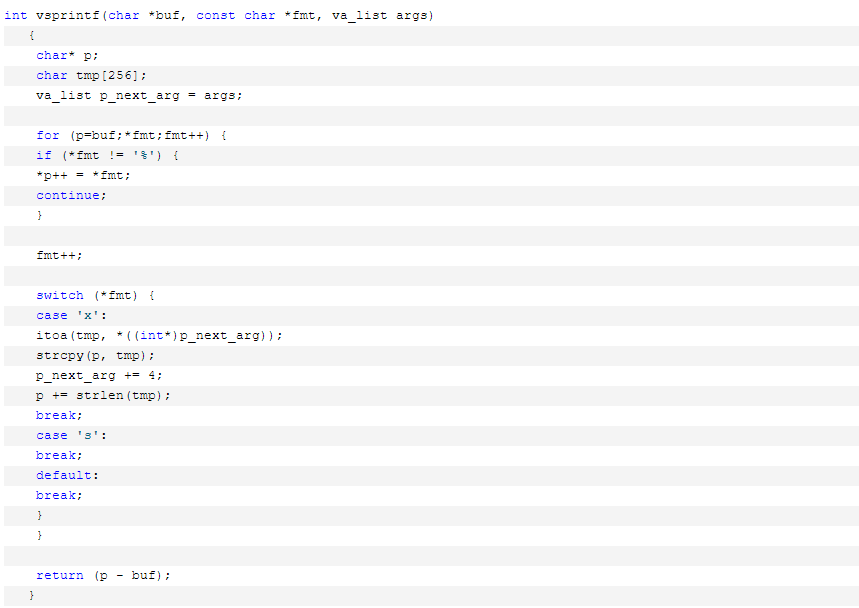 int vsprintf(char *buf, const char *fmt, va_list args)
{
char* p;
char tmp[256];
va_list p_next_arg = args;
for (p=buf;*fmt;fmt++) {
if (*fmt != '%') {
*p++ = *fmt;
continue;
}
fmt++;
switch (*fmt) {
case 'x':
itoa(tmp, *((int*)p_next_arg));
strcpy(p, tmp);
p_next_arg += 4;
p += strlen(tmp);
break;
case 's':
break;
default:
break;
}
}
return (p - buf);
}